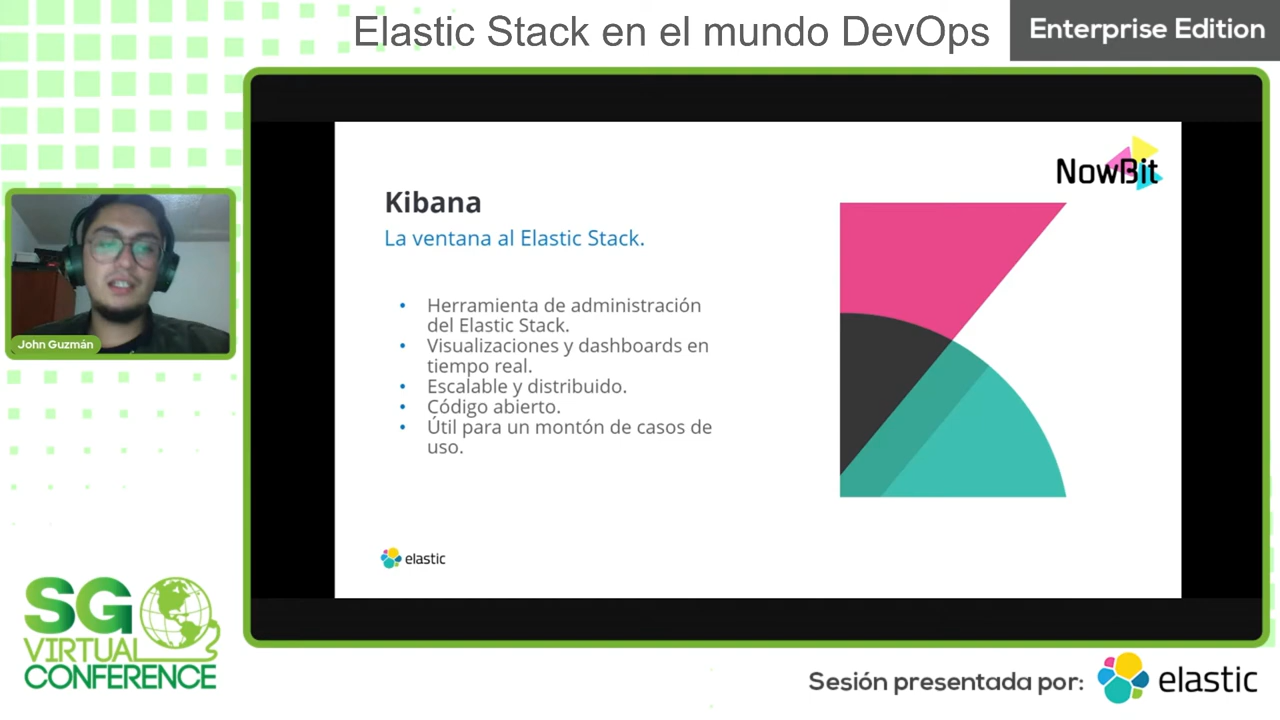 Elastic Stack en el mundo DevOps
Enterprise Edition
NowBit
Kibana
La ventana al Elastic Stack.
• Herramienta de administración
del Elastic Stack.
• Visualizaciones y dashboards en
tiempo real.
• Escalable y distribuido.
• Código abierto.
• Útil para un montón de casos de
uso.
elastic
John Guzmán
SG
VIRTUAL
CONFERENCE
Sesión presentada por:
elastic